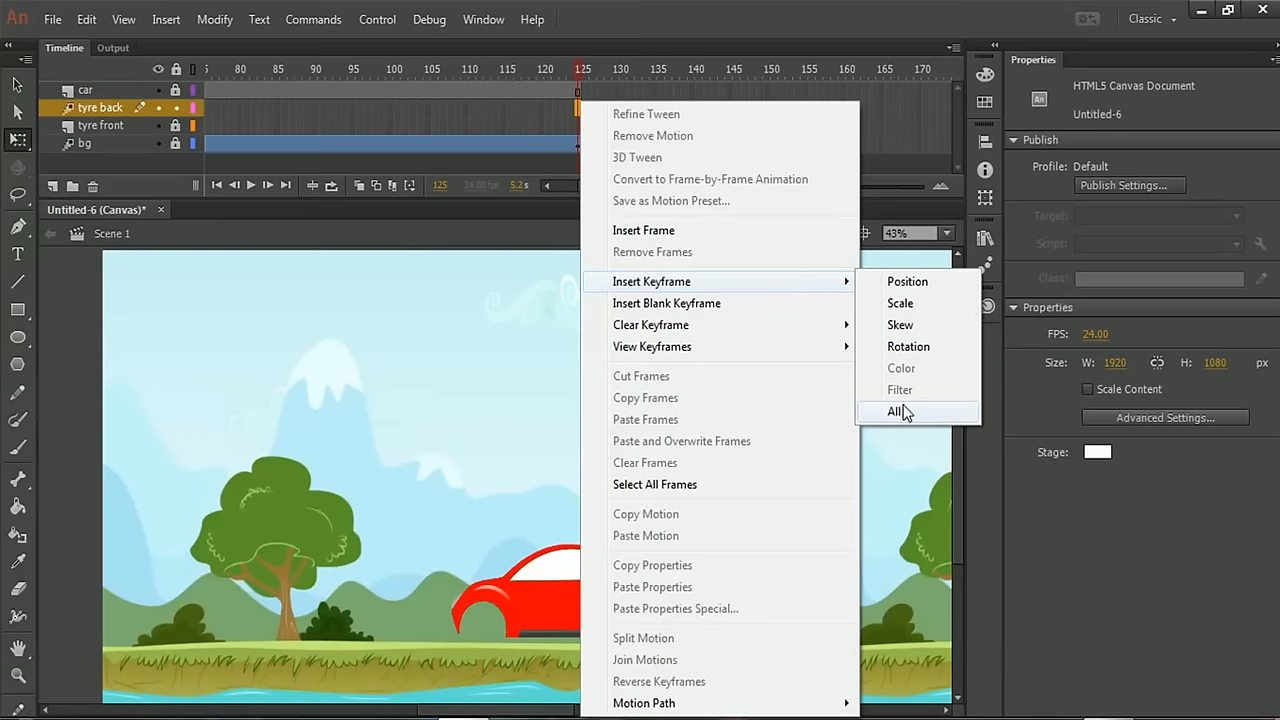 An File Edit View Insert Modify Text Commands Control Debug Window Help Classic
Timeline Output
5 80 85 90 95 100 105 110 115 120 125 130 135 140 145 150 155 160 165 170
car
tyre back
tyre front
bg
125 24.00 fps 5.2 s
Untitled-6 (Canvas)*
Scene 1
43%
Refine Tween
Remove Motion
3D Tween
Convert to Frame-by-Frame Animation
Save as Motion Preset...
Insert Frame
Remove Frames
Insert Keyframe
Insert Blank Keyframe
Clear Keyframe
View Keyframes
Cut Frames
Copy Frames
Paste Frames
Paste and Overwrite Frames
Clear Frames
Select All Frames
Copy Motion
Paste Motion
Copy Properties
Paste Properties
Paste Properties Special...
Split Motion
Join Motions
Reverse Keyframes
Motion Path
Position
Scale
Skew
Rotation
Color
Filter
All
Properties
HTML5 Canvas Document
An
Untitled-6
Publish
Profile: Default
Publish Settings...
Target:
Script:
Class:
Properties
FPS: 24.00
Size: W: 1920 H: 1080 px
Scale Content
Advanced Settings...
Stage: